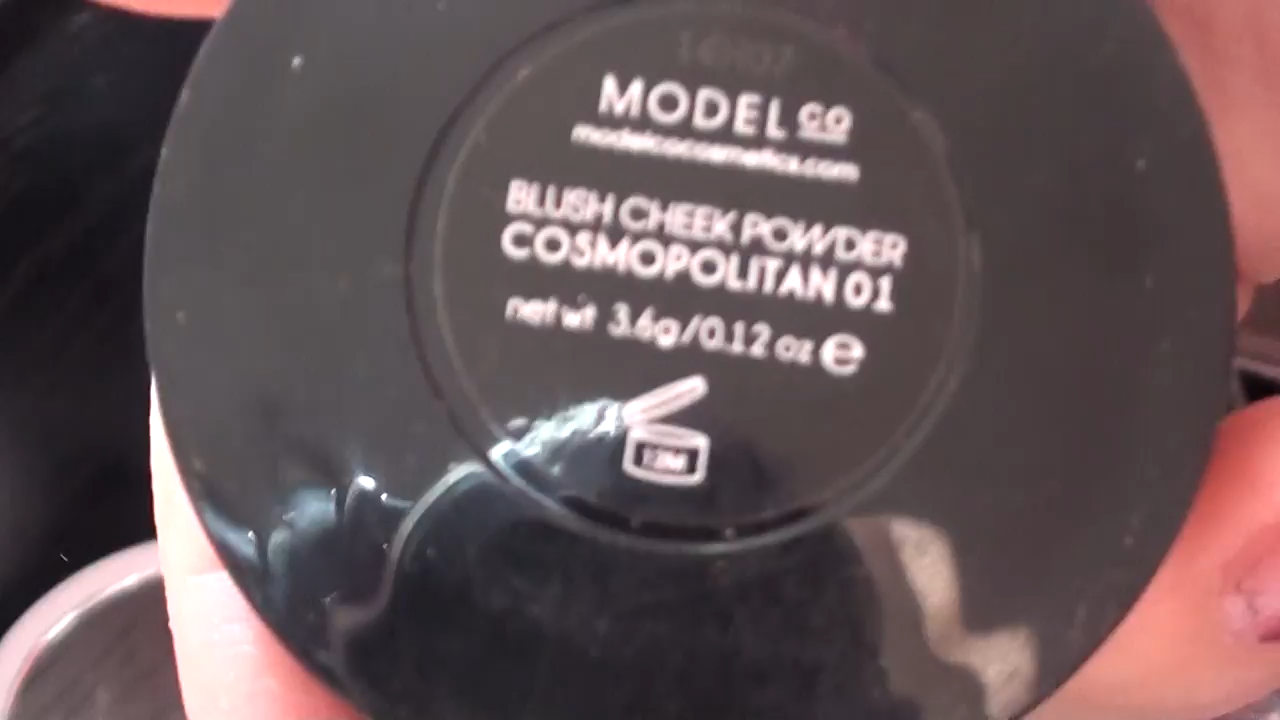 MODEL CO
modelcocosmetics.com
BLUSH CHEEK POWDER
COSMOPOLITAN 01
net wt 3.6g/0.12 oz e
12M